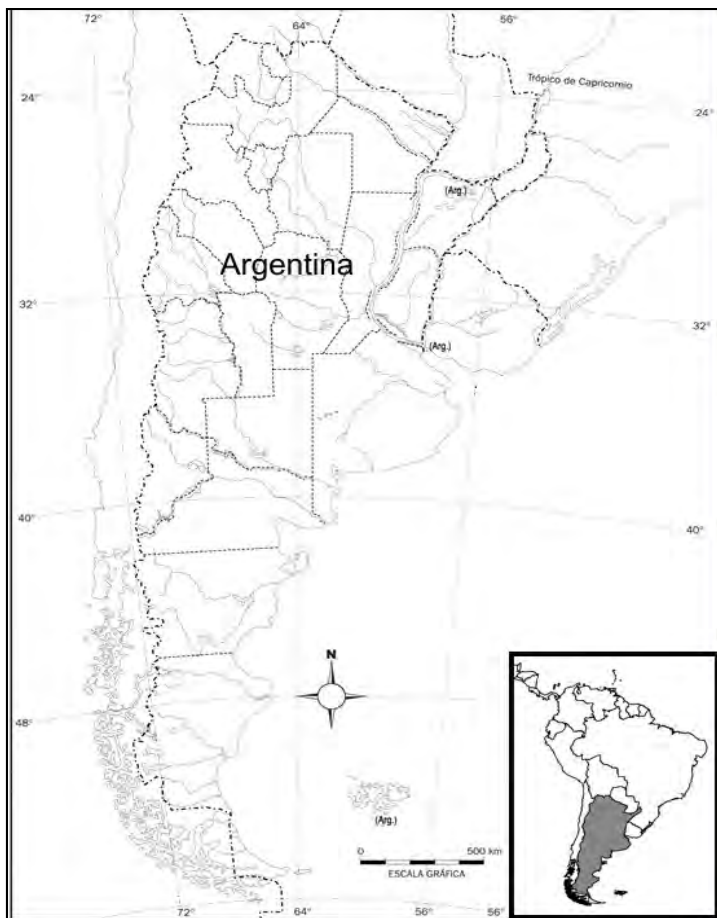 72°
64°
56°
Trópico de Capricornio
24°
24°
(Arg.)
Argentina
32°
32°
(Arg.)
40°
40°
N
48°
(Arg.)
0 500 km
ESCALA GRÁFICA
72°
64°
56°
56°